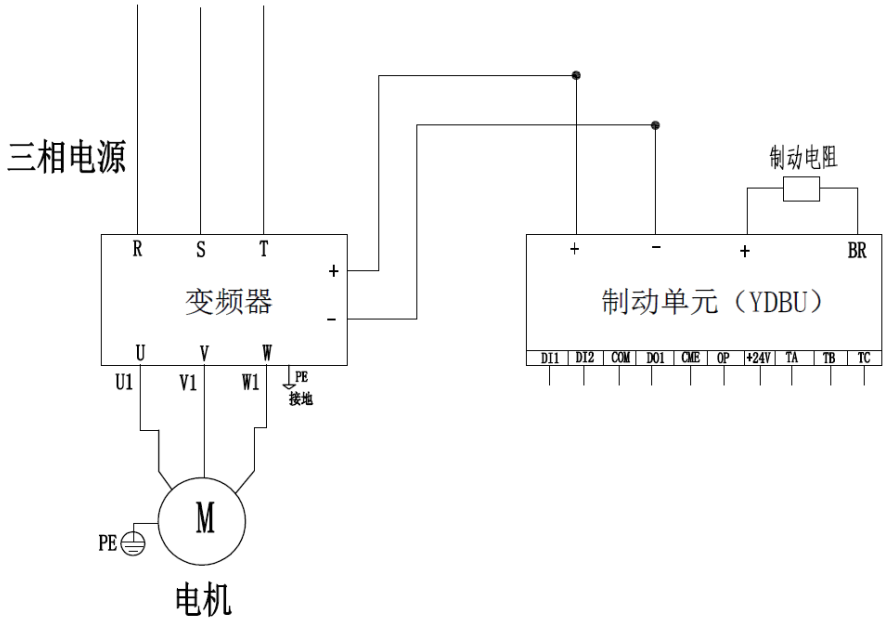 三相电源
制动电阻
R S T
+
变频器
−
U V W
U1 V1 W1
PE
接地
+ − + BR
制动单元（YDBU）
DI1 DI2 COM DO1 CME OP +24V TA TB TC
M
PE
电机